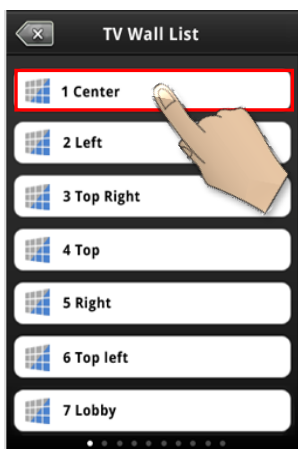 TV Wall List
1 Center
2 Left
3 Top Right
4 Top
5 Right
6 Top left
7 Lobby